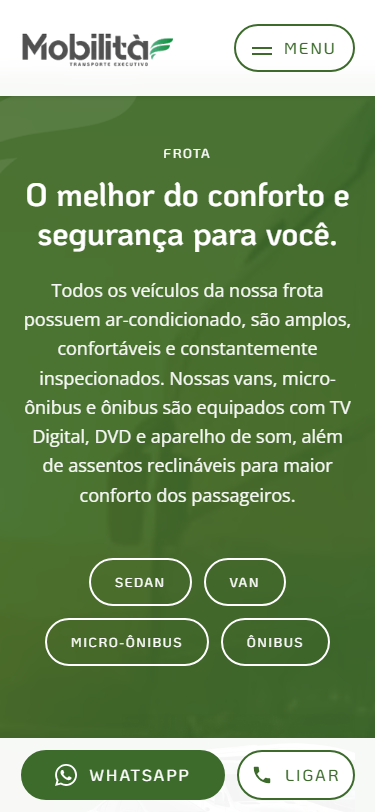 Mobilità
TRANSPORTE EXECUTIVO
MENU
FROTA
O melhor do conforto e
segurança para você.
Todos os veículos da nossa frota
possuem ar-condicionado, são amplos,
confortáveis e constantemente
inspecionados. Nossas vans, micro-
ônibus e ônibus são equipados com TV
Digital, DVD e aparelho de som, além
de assentos reclináveis para maior
conforto dos passageiros.
SEDAN
VAN
MICRO-ÔNIBUS
ÔNIBUS
WHATSAPP
LIGAR